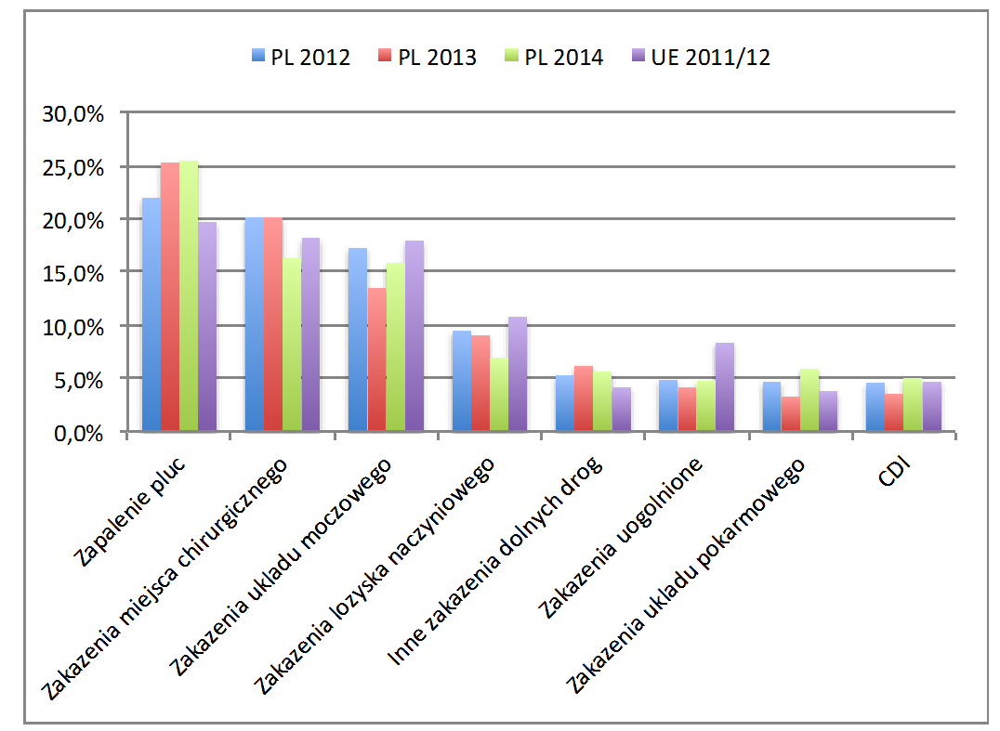 PL 2012 PL 2013 PL 2014 UE 2011/12
30,0%
25,0%
20,0%
15,0%
10,0%
5,0%
0,0%
Zapalenie pluc
Zakazenia miejsca chirurgicznego
Zakazenia ukladu moczowego
Zakazenia lozyska naczyniowego
Inne zakazenia dolnych drog
Zakazenia uogolnione
Zakazenia ukladu pokarmowego
CDI